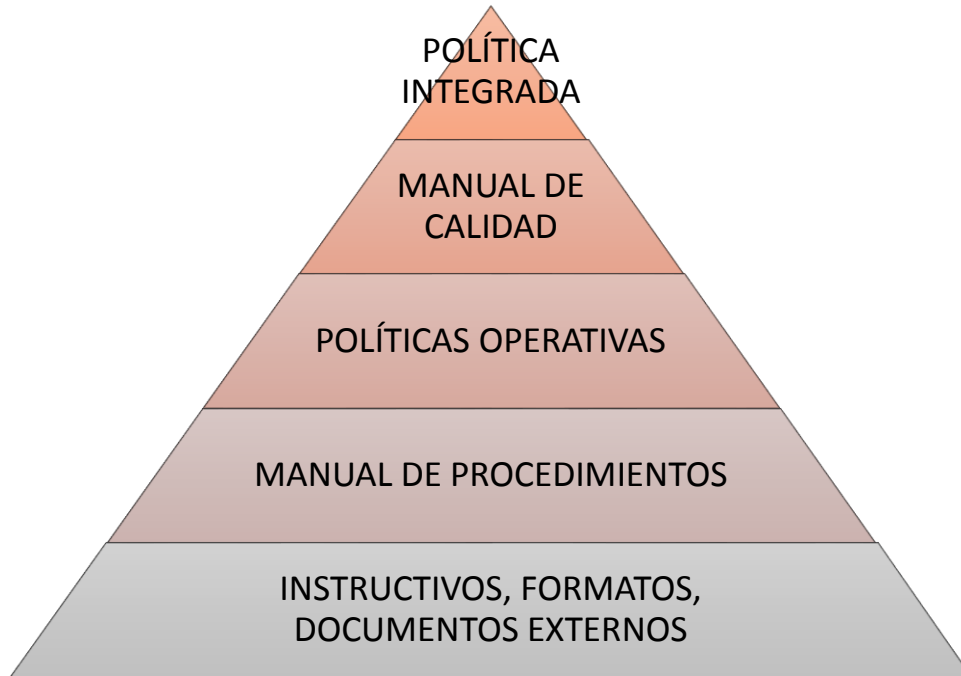 POLÍTICA
INTEGRADA
MANUAL DE
CALIDAD
POLÍTICAS OPERATIVAS
MANUAL DE PROCEDIMIENTOS
INSTRUCTIVOS, FORMATOS,
DOCUMENTOS EXTERNOS